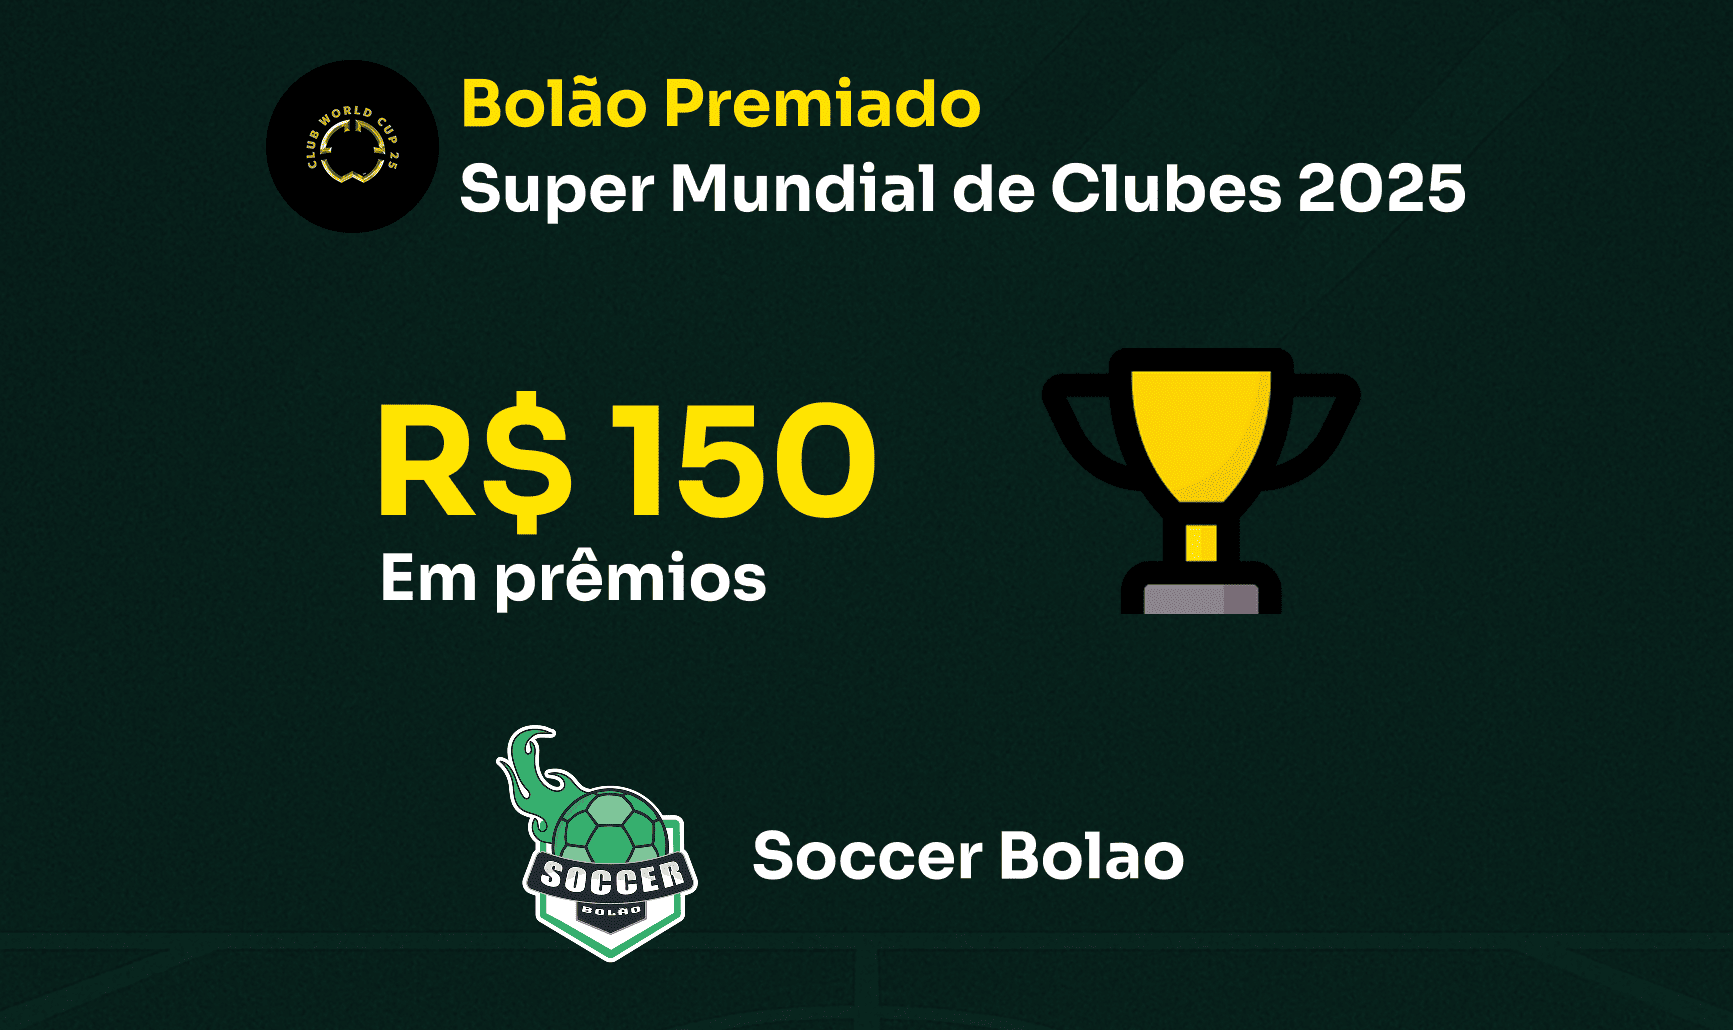 CLUB WORLD CUP 25
Bolão Premiado
Super Mundial de Clubes 2025
R$ 150
Em prêmios
SOCCER
BOLÃO
Soccer Bolao